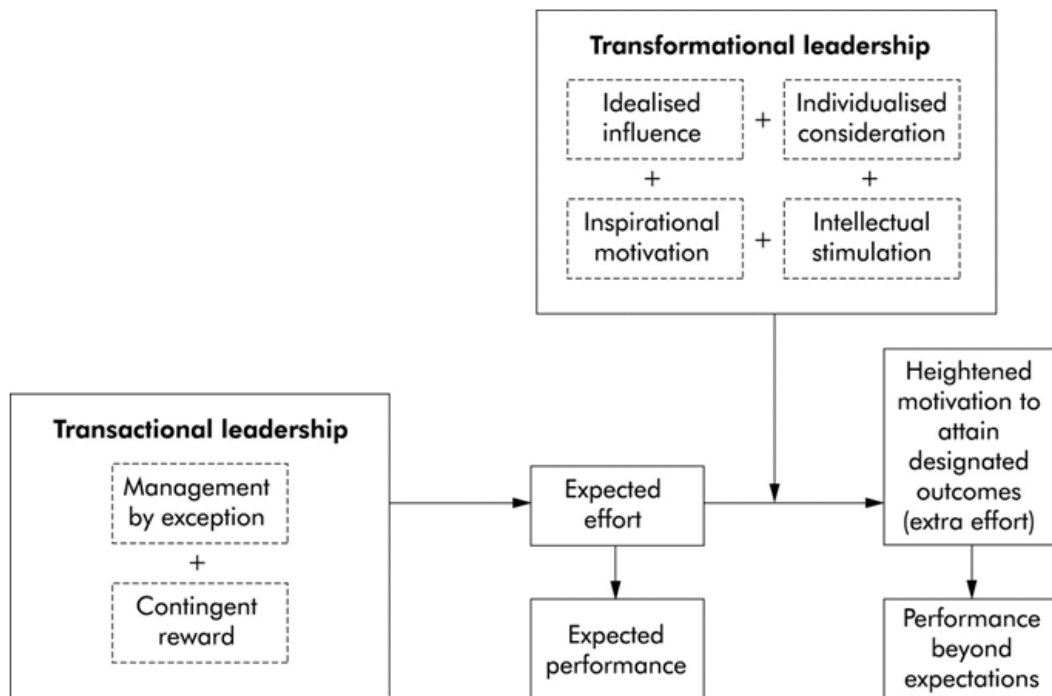 Transformational leadership
Idealised
influence
+
Individualised
consideration
+
+
Inspirational
motivation
+
Intellectual
stimulation
Transactional leadership
Management
by exception
+
Contingent
reward
Expected
effort
Expected
performance
Heightened
motivation to
attain
designated
outcomes
(extra effort)
Performance
beyond
expectations